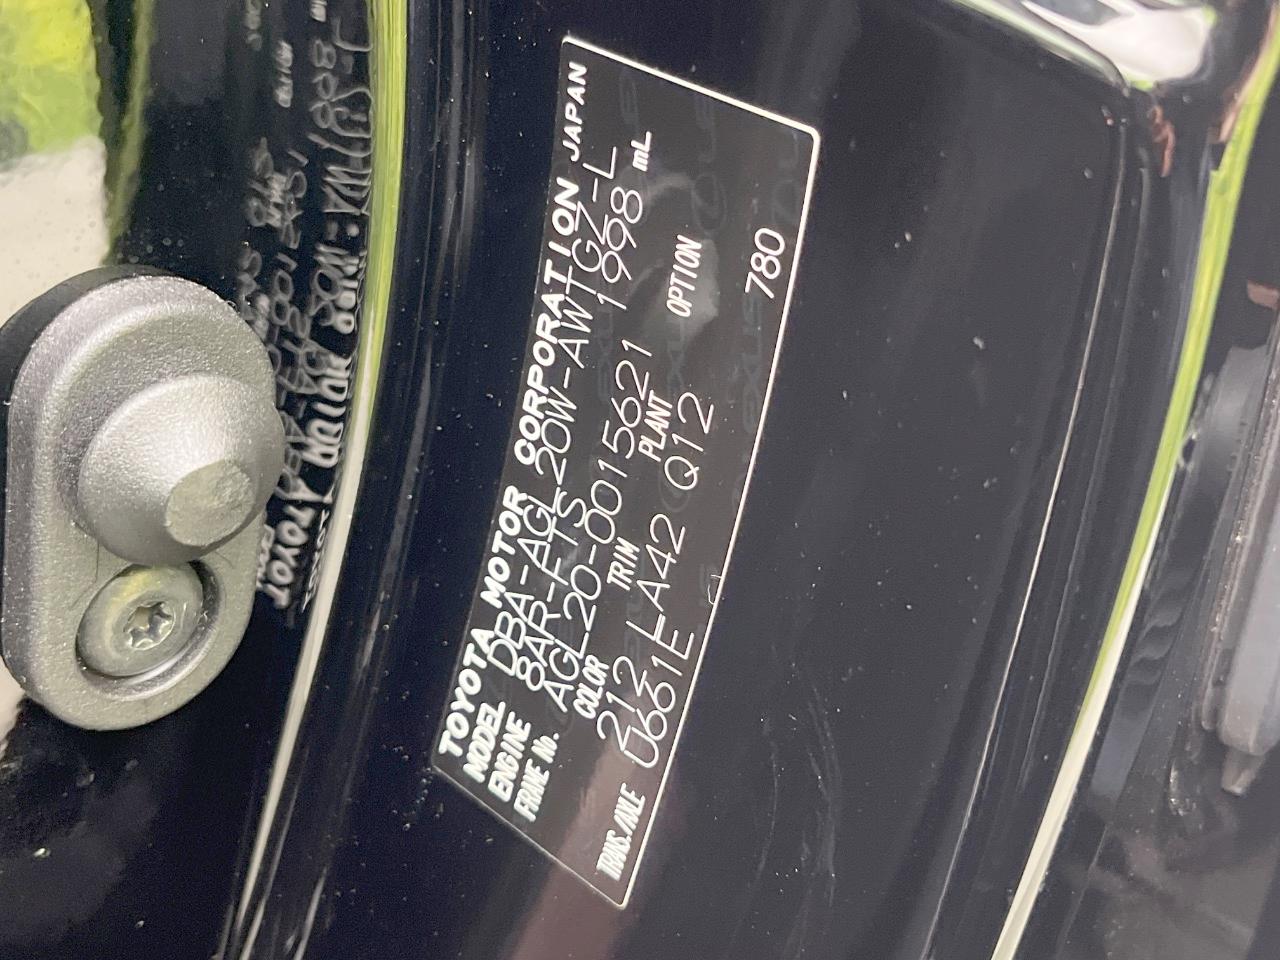 TOYOTA MOTOR CORPORATION JAPAN
MODEL DBA-AGL20W-AWTGZ-L
ENGINE 8AR-FTS 1998 mL
FRAME No. AGL20-0015621
COLOR TRIM PLANT OPTION
212 LA42 Q12
TRANS./AXLE U661E
780